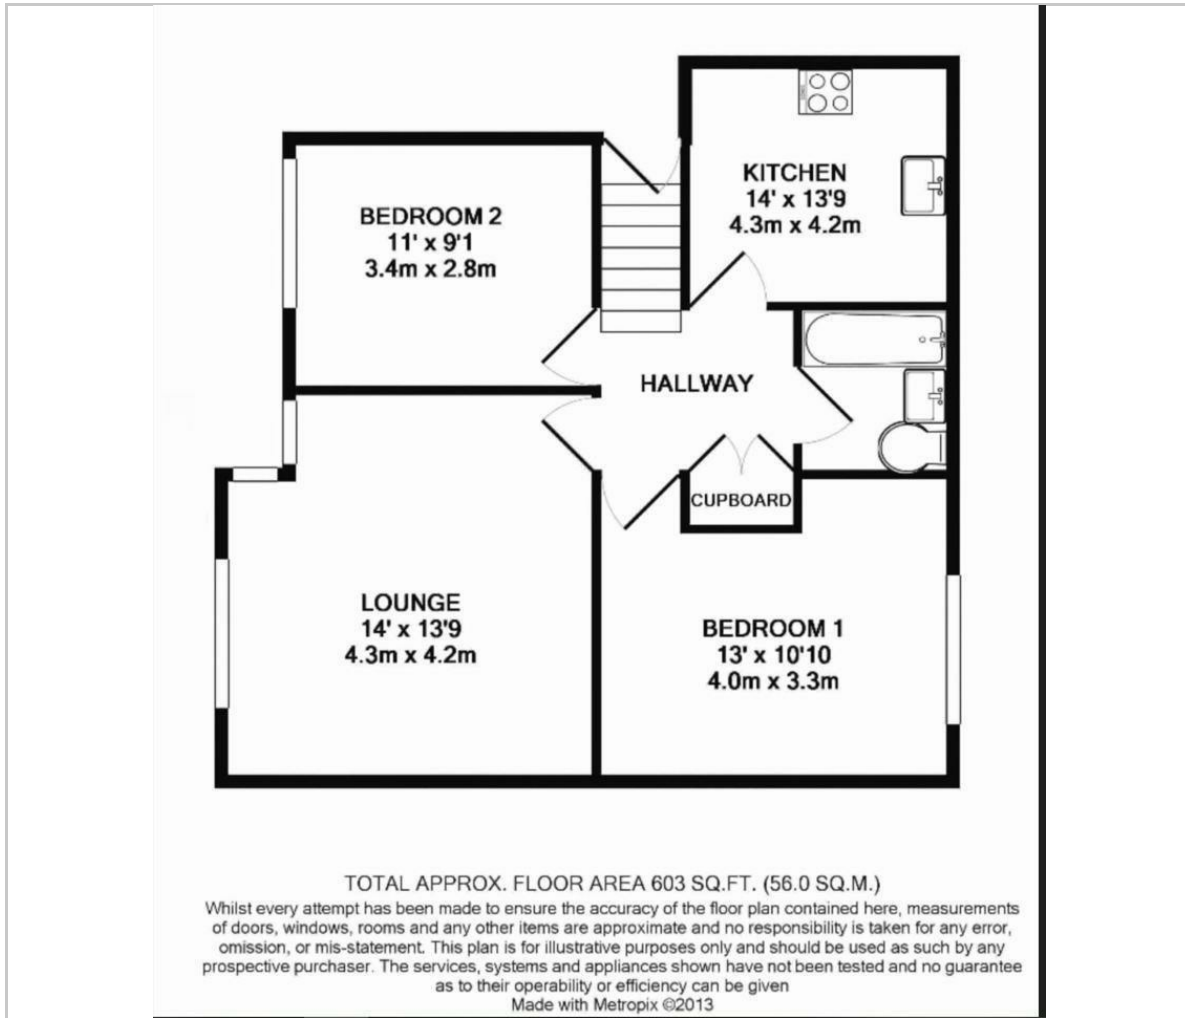 KITCHEN
14' x 13'9
4.3m x 4.2m
BEDROOM 2
11' x 9'1
3.4m x 2.8m
HALLWAY
CUPBOARD
LOUNGE
14' x 13'9
4.3m x 4.2m
BEDROOM 1
13' x 10'10
4.0m x 3.3m
TOTAL APPROX. FLOOR AREA 603 SQ.FT. (56.0 SQ.M.)
Whilst every attempt has been made to ensure the accuracy of the floor plan contained here, measurements
of doors, windows, rooms and any other items are approximate and no responsibility is taken for any error,
omission, or mis-statement. This plan is for illustrative purposes only and should be used as such by any
prospective purchaser. The services, systems and appliances shown have not been tested and no guarantee
as to their operability or efficiency can be given
Made with Metropix ©2013